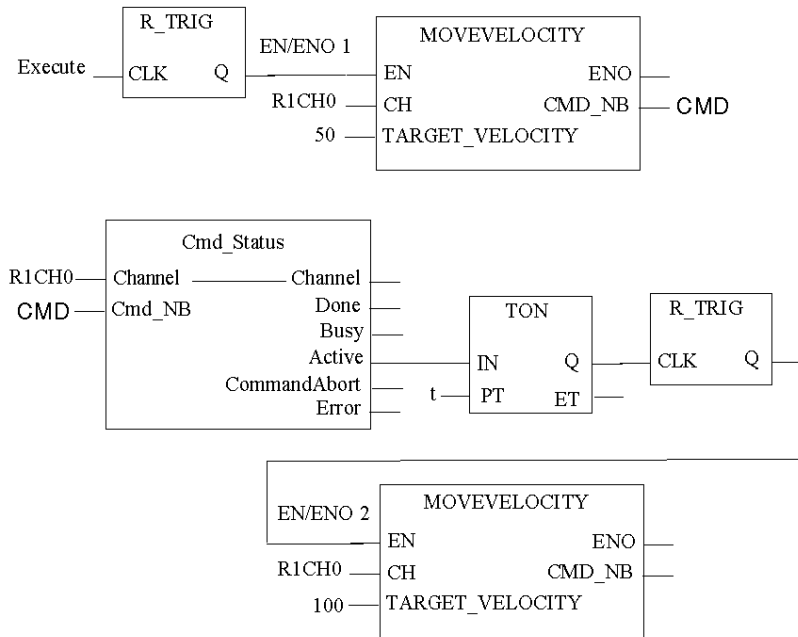 R_TRIG
EN/ENO 1
MOVEVELOCITY
Execute
CLK
Q
EN
ENO
R1CH0
CH
CMD_NB
CMD
50
TARGET_VELOCITY
Cmd_Status
R1CH0
Channel
Channel
CMD
Cmd_NB
Done
Busy
Active
CommandAbort
Error
TON
IN
Q
t
PT
ET
R_TRIG
CLK
Q
EN/ENO 2
MOVEVELOCITY
EN
ENO
R1CH0
CH
CMD_NB
100
TARGET_VELOCITY